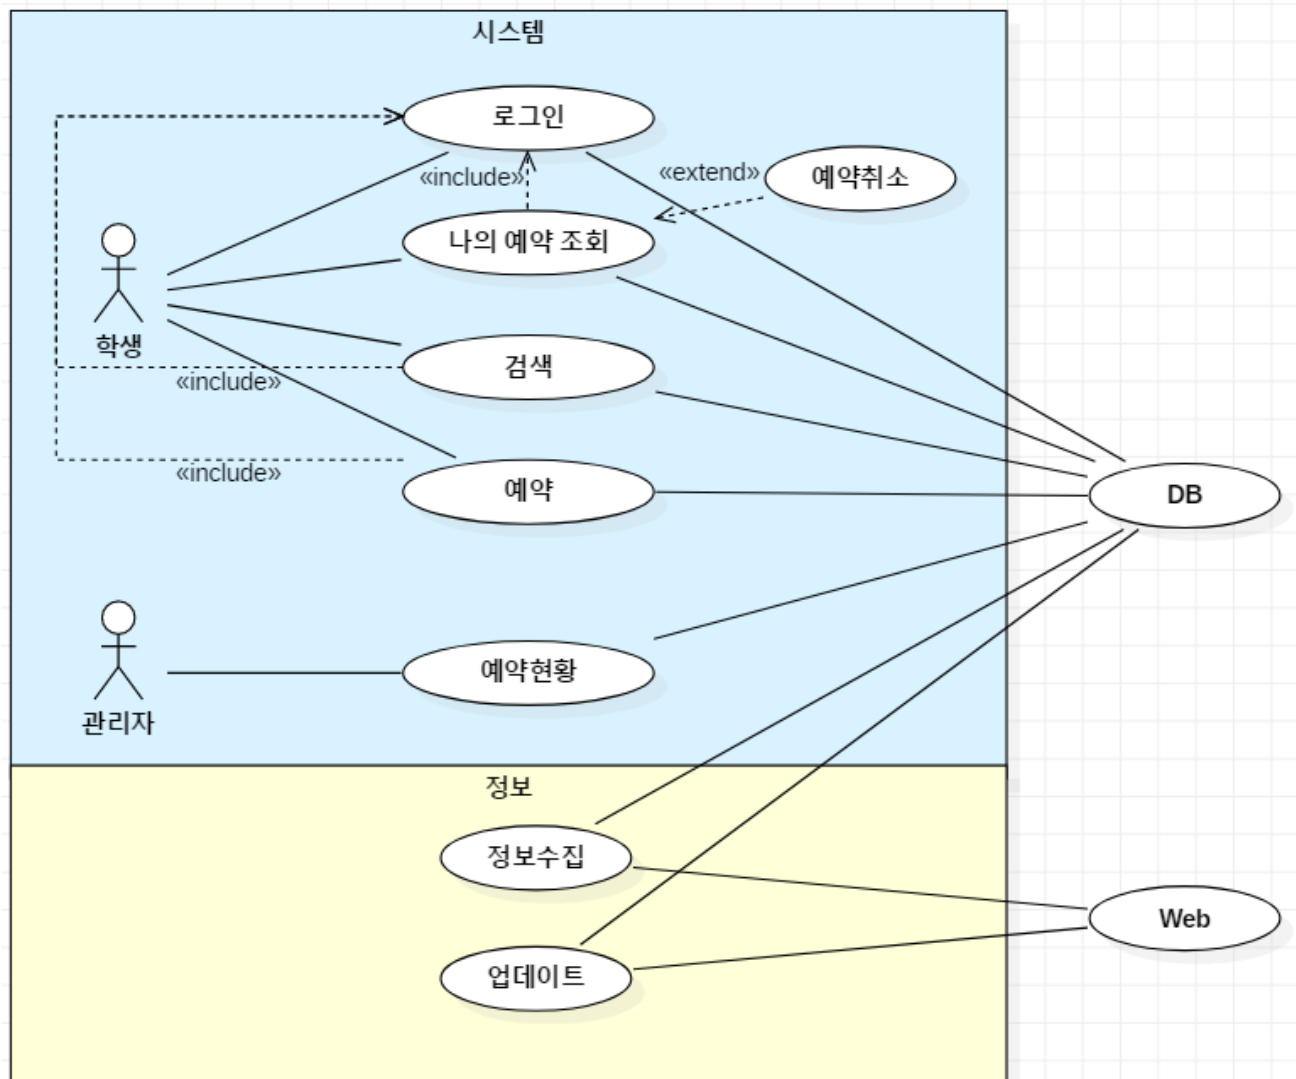 시스템
로그인
«include»
«extend»
예약취소
나의 예약 조회
학생
검색
«include»
«include»
예약
DB
예약현황
관리자
정보
정보수집
Web
업데이트